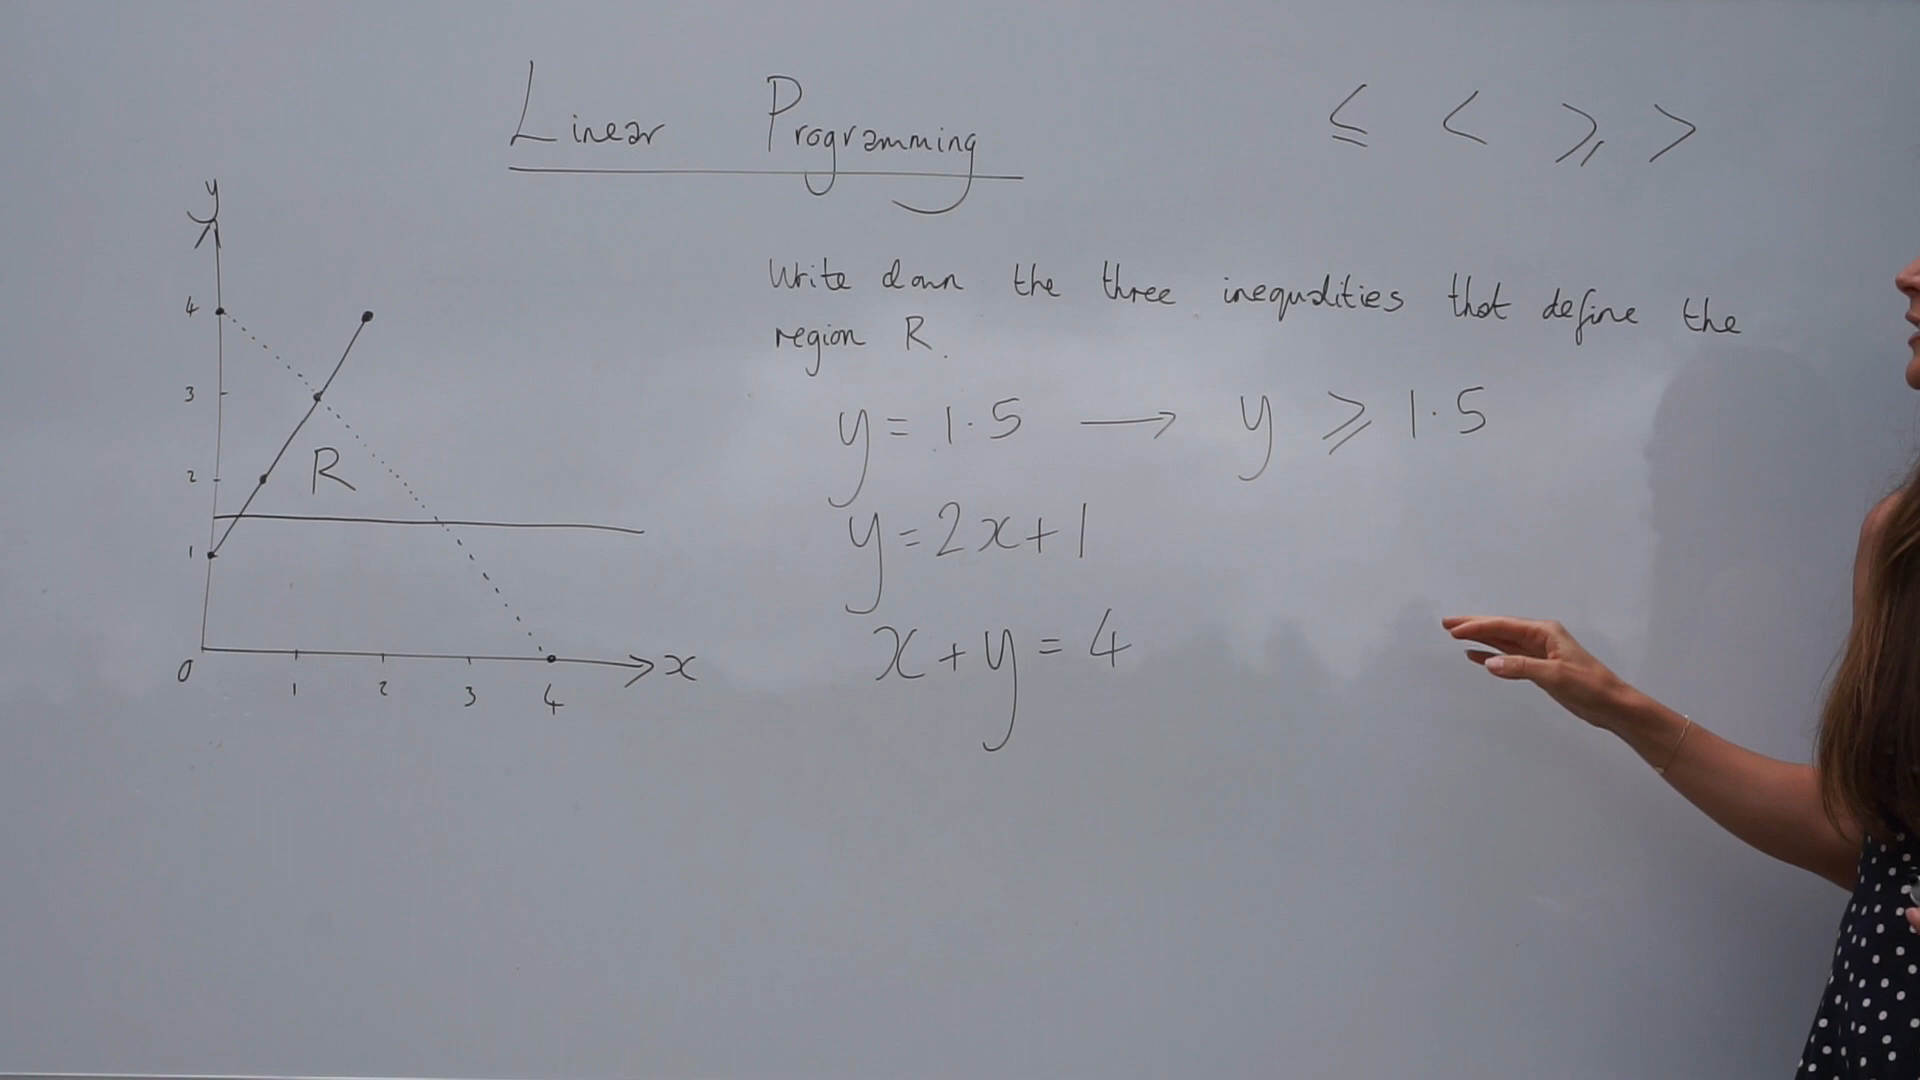 Linear Programming
≤ < ⩾ >
Write down the three inequalities that define the
region R.
y = 1.5 → y ⩾ 1.5
y = 2x + 1
x + y = 4
y
4
3
2
1
0
R
1 2 3 4
x